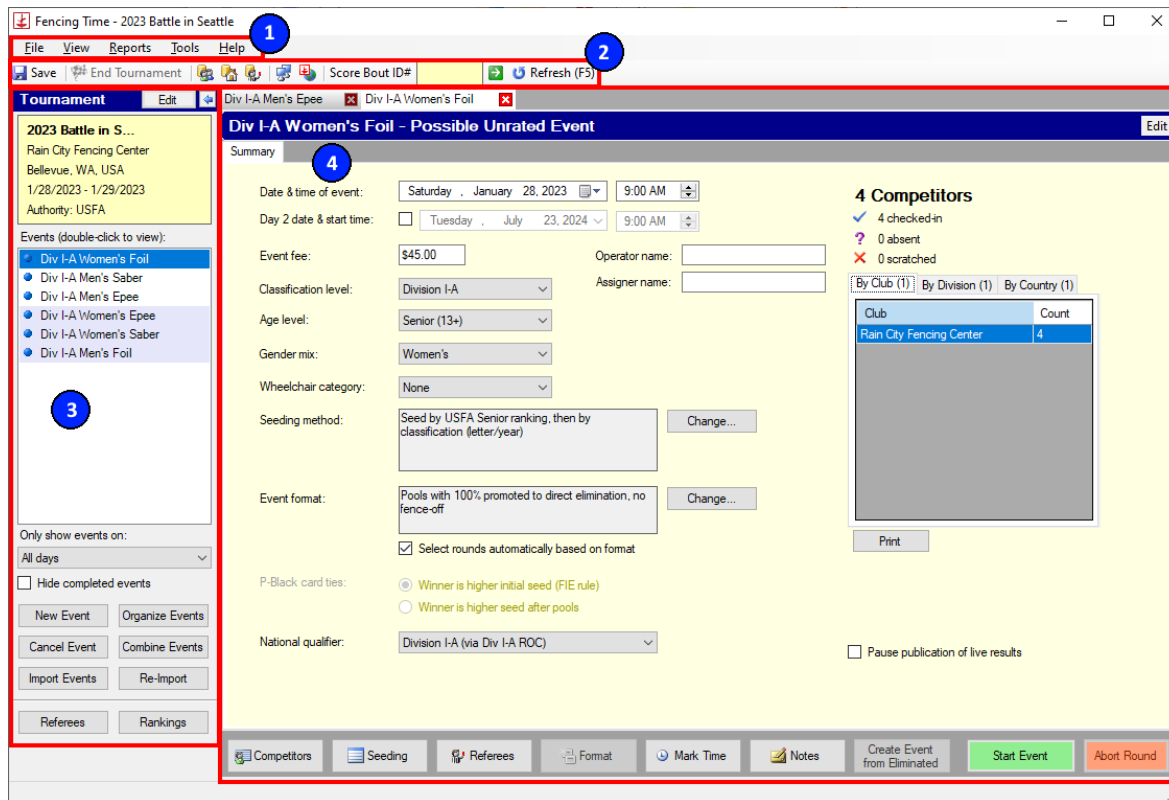 Fencing Time - 2023 Battle in Seattle
1
File View Reports Tools Help
2
Save End Tournament Score Bout ID# Refresh (F5)
Tournament Edit
2023 Battle in S...
Rain City Fencing Center
Bellevue, WA, USA
1/28/2023 - 1/29/2023
Authority: USFA
Events (double-click to view):
Div I-A Women's Foil
Div I-A Men's Saber
Div I-A Men's Epee
Div I-A Women's Epee
Div I-A Women's Saber
Div I-A Men's Foil
3
Only show events on:
All days
Hide completed events
New Event Organize Events
Cancel Event Combine Events
Import Events Re-Import
Referees Rankings
Div I-A Men's Epee Div I-A Women's Foil
Div I-A Women's Foil - Possible Unrated Event Edit
Summary
4
Date & time of event: Saturday , January 28, 2023 9:00 AM
Day 2 date & start time: Tuesday , July 23, 2024 9:00 AM
Event fee: $45.00 Operator name:
Assigner name:
Classification level: Division I-A
Age level: Senior (13+)
Gender mix: Women's
Wheelchair category: None
Seeding method: Seed by USFA Senior ranking, then by
classification (letter/year)
Change...
Event format: Pools with 100% promoted to direct elimination, no
fence-off
Change...
Select rounds automatically based on format
P-Black card ties: Winner is higher initial seed (FIE rule)
Winner is higher seed after pools
National qualifier: Division I-A (via Div I-A ROC)
4 Competitors
4 checked-in
? 0 absent
0 scratched
By Club (1) By Division (1) By Country (1)
Club Count
Rain City Fencing Center 4
Print
Pause publication of live results
Competitors Seeding Referees Format Mark Time Notes Create Event
from Eliminated Start Event Abort Round